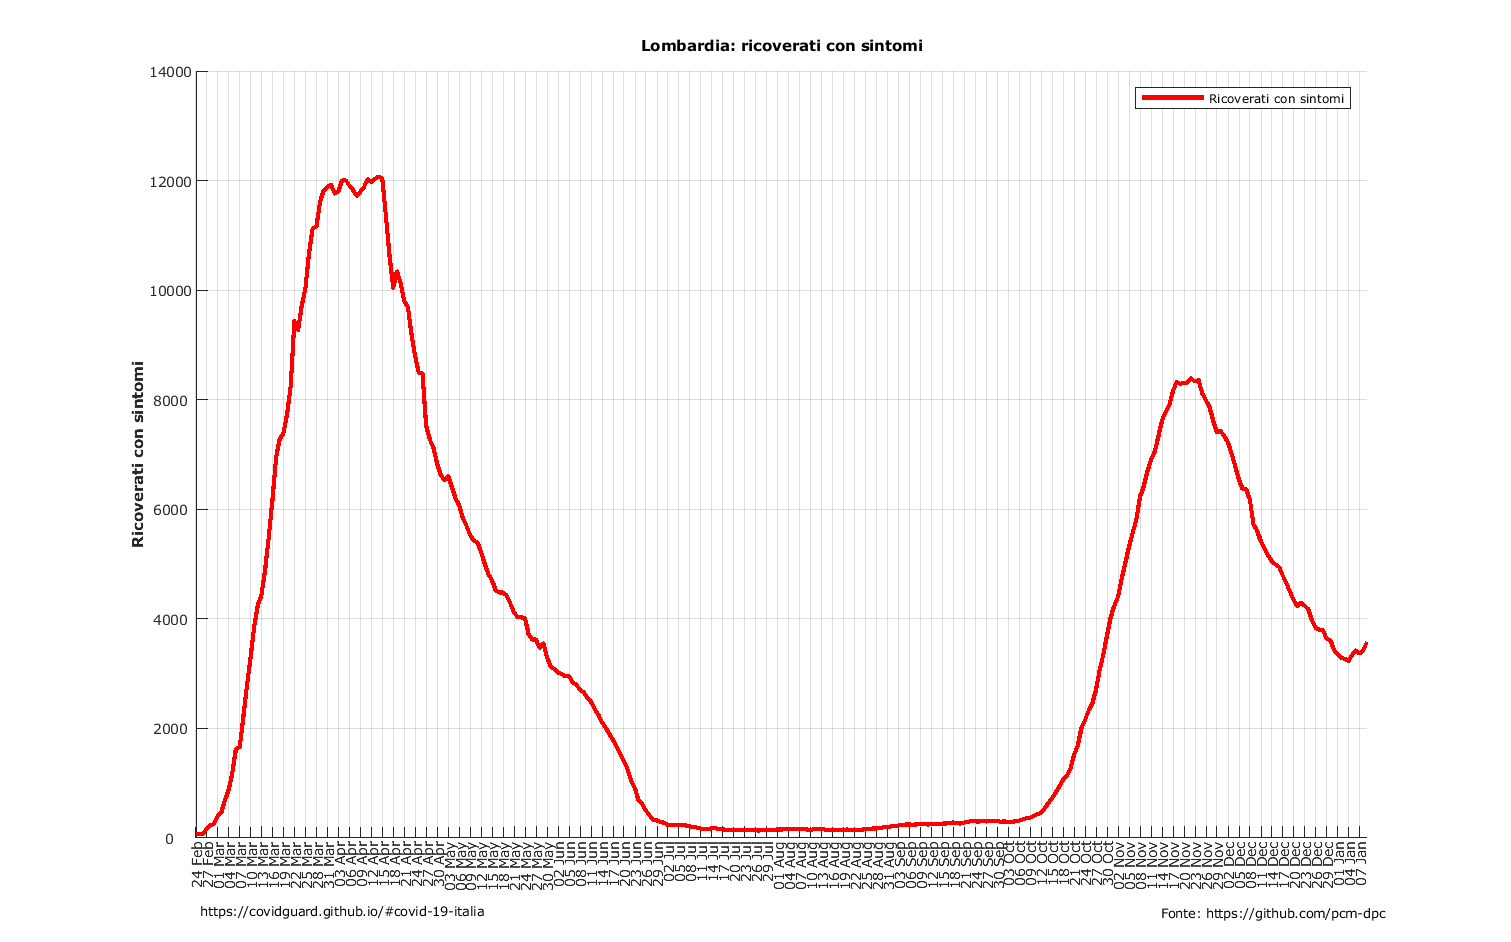 Lombardia: ricoverati con sintomi
Ricoverati con sintomi
14000
12000
10000
8000
6000
4000
2000
0
Ricoverati con sintomi
24 Feb
27 Feb
01 Mar
04 Mar
07 Mar
10 Mar
13 Mar
16 Mar
19 Mar
22 Mar
25 Mar
28 Mar
31 Mar
03 Apr
06 Apr
09 Apr
12 Apr
15 Apr
18 Apr
21 Apr
24 Apr
27 Apr
30 Apr
03 May
06 May
09 May
12 May
15 May
18 May
21 May
24 May
27 May
30 May
02 Jun
05 Jun
08 Jun
11 Jun
14 Jun
17 Jun
20 Jun
23 Jun
26 Jun
29 Jun
02 Jul
05 Jul
08 Jul
11 Jul
14 Jul
17 Jul
20 Jul
23 Jul
26 Jul
29 Jul
01 Aug
04 Aug
07 Aug
10 Aug
13 Aug
16 Aug
19 Aug
22 Aug
25 Aug
28 Aug
31 Aug
03 Sep
06 Sep
09 Sep
12 Sep
15 Sep
18 Sep
21 Sep
24 Sep
27 Sep
30 Sep
03 Oct
06 Oct
09 Oct
12 Oct
15 Oct
18 Oct
21 Oct
24 Oct
27 Oct
30 Oct
02 Nov
05 Nov
08 Nov
11 Nov
14 Nov
17 Nov
20 Nov
23 Nov
26 Nov
29 Nov
02 Dec
05 Dec
08 Dec
11 Dec
14 Dec
17 Dec
20 Dec
23 Dec
26 Dec
29 Dec
01 Jan
04 Jan
07 Jan
https://covidguard.github.io/#covid-19-italia
Fonte: https://github.com/pcm-dpc